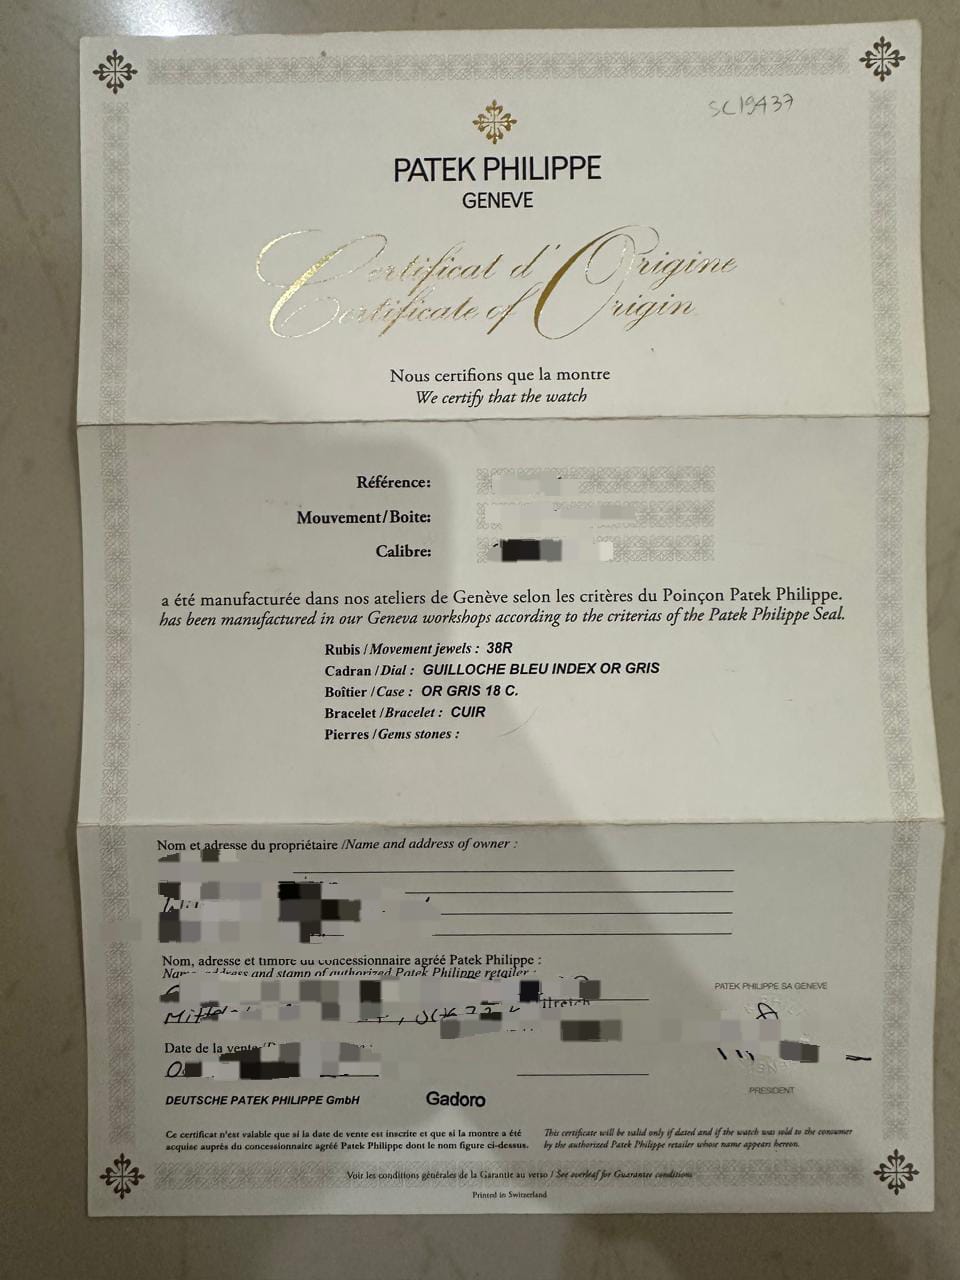 SC19A37
PATEK PHILIPPE
GENEVE
Certificat d'Origine
Certificate of Origin
Nous certifions que la montre
We certify that the watch
Référence:
Mouvement/Boite:
Calibre:
a été manufacturée dans nos ateliers de Genève selon les critères du Poinçon Patek Philippe.
has been manufactured in our Geneva workshops according to the criterias of the Patek Philippe Seal.
Rubis /Movement jewels : 38R
Cadran /Dial : GUILLOCHE BLEU INDEX OR GRIS
Boîtier /Case : OR GRIS 18 C.
Bracelet /Bracelet : CUIR
Pierres /Gems stones :
Nom et adresse du propriétaire /Name and address of owner :
Nom, adresse et timbre du concessionnaire agréé Patek Philippe :
address and stamp of authorized Patek Philippe retailer :
PATEK PHILIPPE SA GENEVE
Date de la vente
PRESIDENT
DEUTSCHE PATEK PHILIPPE GmbH Gadoro
Ce certificat n'est valable que si la date de vente est inscrite et que si la montre a été
acquise auprès du concessionnaire agréé Patek Philippe dont le nom figure ci-dessus.
This certificate will be valid only if dated and if the watch was sold to the consumer
by the authorized Patek Philippe retailer whose name appears hereon.
Voir les conditions générales de la Garantie au verso / See overleaf for Guarantee conditions
Printed in Switzerland